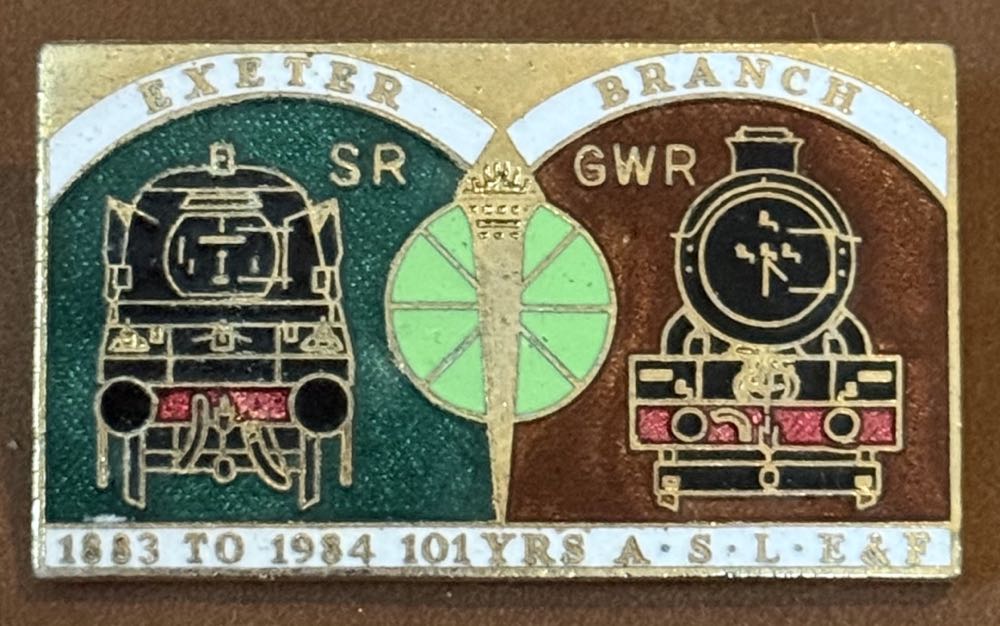 EXETER BRANCH
SR GWR
1883 TO 1984 101 YRS A·S·L·E & F